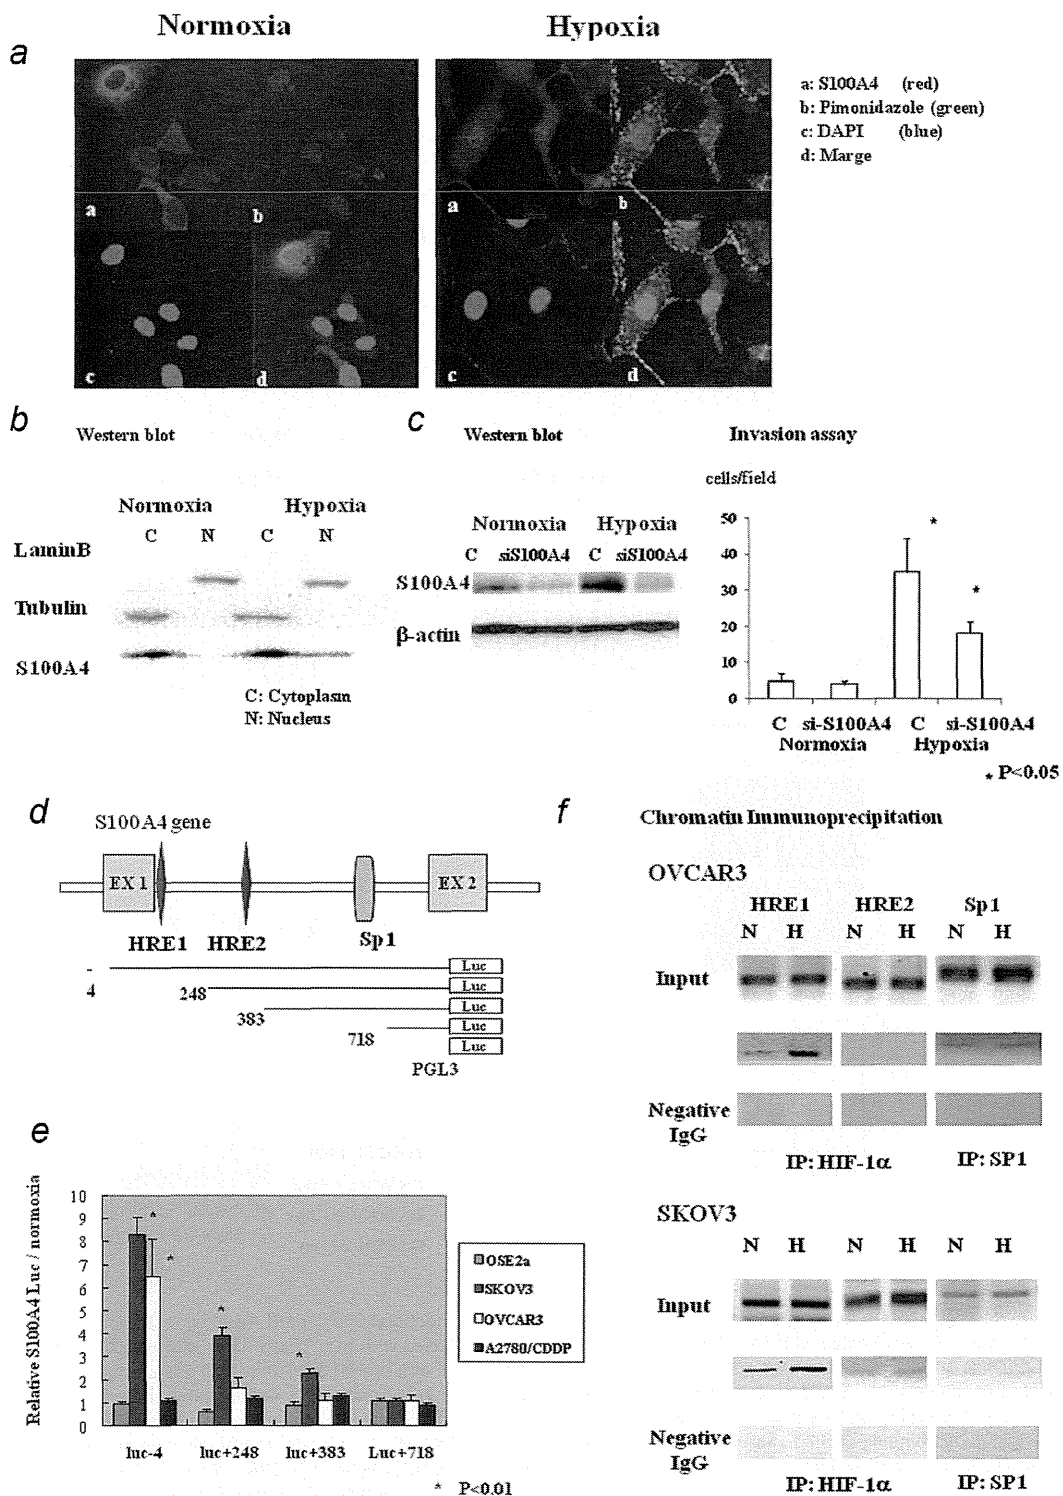 Normoxia Hypoxia
a
a: S100A4 (red)
b: Pimonidazole (green)
c: DAPI (blue)
d: Marge
a b a b
c d c d
b Western blot
Normoxia Hypoxia
C N C N
LaminB
Tubulin
S100A4
C: Cytoplasm
N: Nucleus
c Western blot
Normoxia Hypoxia
C siS100A4 C siS100A4
S100A4
β-actin
Invasion assay
cells/field
50
40
30
20
10
0
* *
C si-S100A4 C si-S100A4
Normoxia Hypoxia
* P<0.05
d
S100A4 gene
EX 1 EX 2
HRE1 HRE2 Sp1
-
4
Luc
248 Luc
383 Luc
718 Luc
Luc
PGL3
e
Relative S100A4 Luc / normoxia
10
9
8
7
6
5
4
3
2
1
0
* * * *
luc-4 luc+248 luc+383 Luc+718
OSE2a
SKOV3
OVCAR3
A2780/CDDP
* P<0.01
f Chromatin Immunoprecipitation
OVCAR3
HRE1 HRE2 Sp1
N H N H N H
Input
Negative
IgG
IP: HIF-1α IP: SP1
SKOV3
N H N H N H
Input
Negative
IgG
IP: HIF-1α IP: SP1